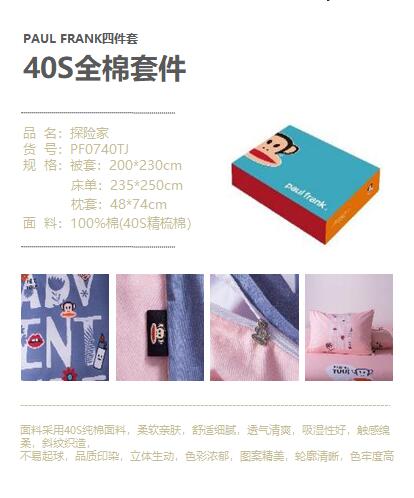 PAUL FRANK四件套
40S全棉套件
品 名：探险家
货 号：PF0740TJ
规 格：被套：200*230cm
床单：235*250cm
枕套：48*74cm
面 料：100%棉(40S精梳棉)
paul frank.
ADV
ENT
面料采用40S纯棉面料，柔软亲肤，舒适细腻，透气清爽，吸湿性好，触感绵
柔，斜纹织造，
不易起球，品质印染，立体生动，色彩浓郁，图案精美，轮廓清晰，色牢度高